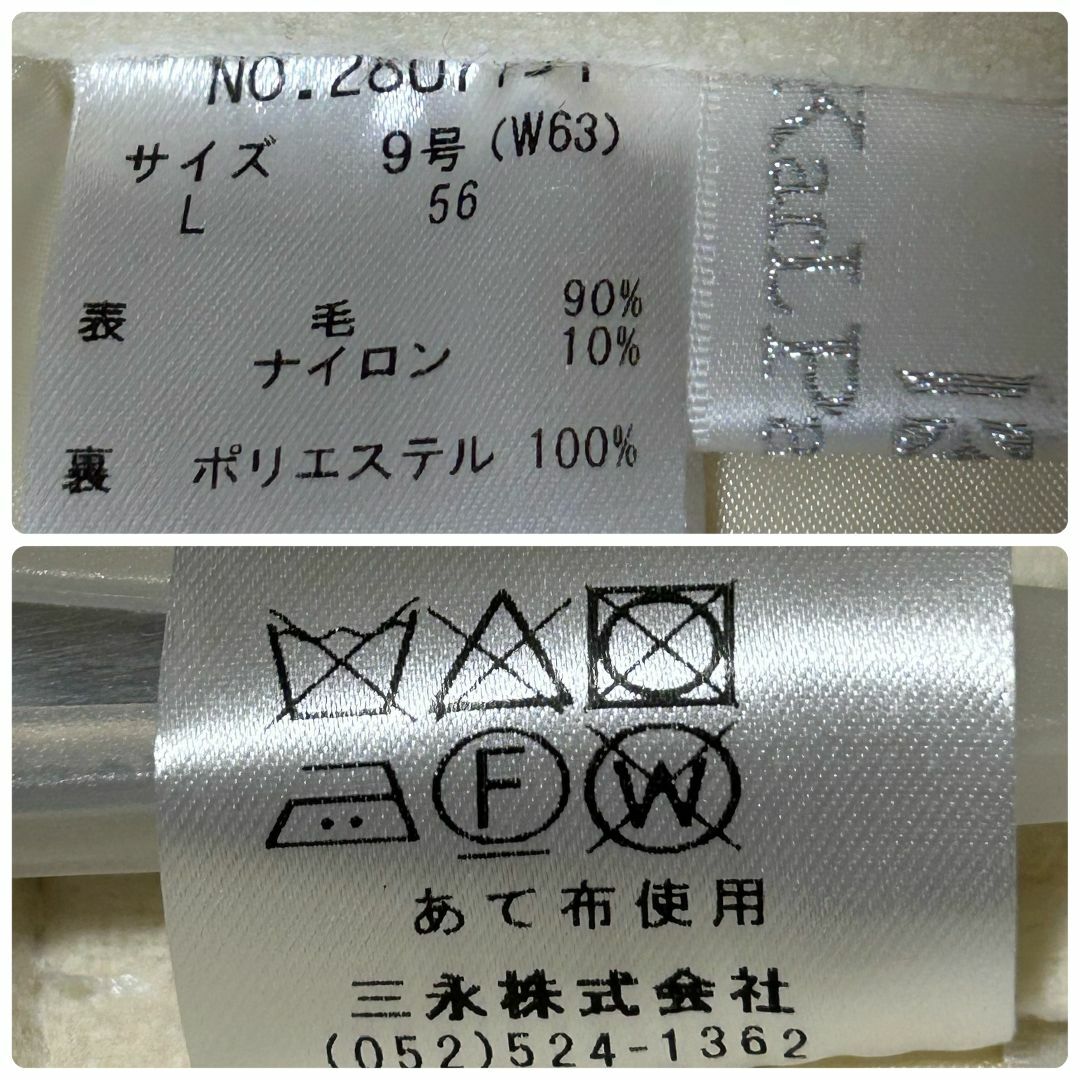 サイズ 9号 (W63)
L 56
表 毛 90%
ナイロン 10%
裏 ポリエステル 100%
KarL P
F
W
あて布使用
三永株式会社
(052)524-1362